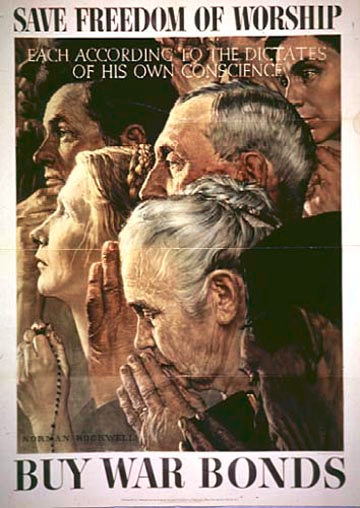 SAVE FREEDOM OF WORSHIP
EACH ACCORDING TO THE DICTATES
OF HIS OWN CONSCIENCE
NORMAN ROCKWELL
BUY WAR BONDS